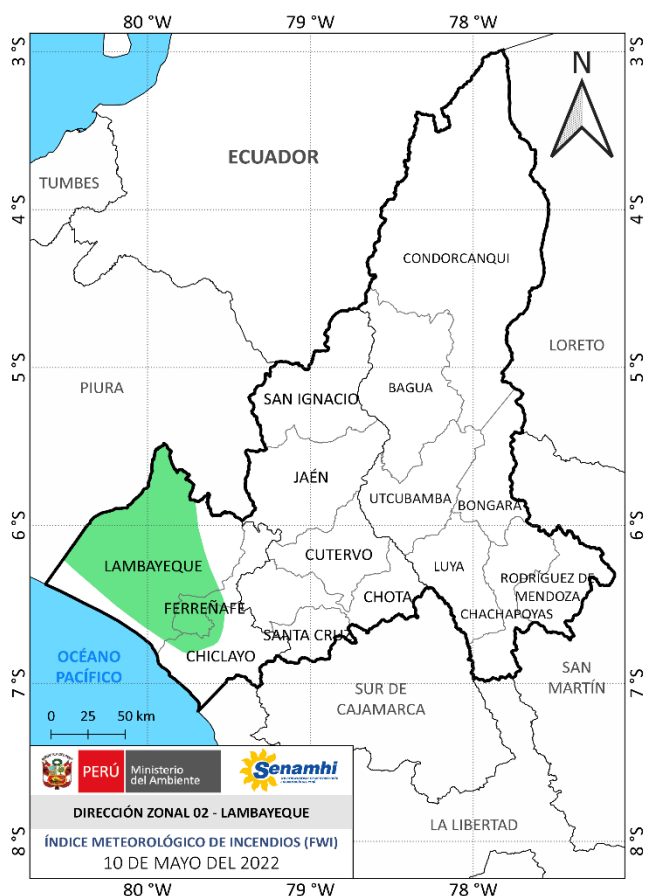 80 °W
79 °W
78 °W
3 °S
3 °S
N
ECUADOR
TUMBES
4 °S
4 °S
CONDORCANQUI
LORETO
5 °S
5 °S
PIURA
SAN IGNACIO
BAGUA
JAÉN
UTCUBAMBA
BONGARA
6 °S
6 °S
LAMBAYEQUE
CUTERVO
LUYA
RODRÍGUEZ DE
MENDOZA
FERREÑAFE
CHOTA
CHACHAPOYAS
SANTA CRUZ
CHICLAYO
OCÉANO
PACÍFICO
SAN
MARTÍN
7 °S
7 °S
SUR DE
CAJAMARCA
0 25 50 km
PERÚ
Ministerio
del Ambiente
Senamhi
DIRECCIÓN ZONAL 02 - LAMBAYEQUE
LA LIBERTAD
ÍNDICE METEOROLÓGICO DE INCENDIOS (FWI)
8 °S
8 °S
10 DE MAYO DEL 2022
80 °W
79 °W
78 °W